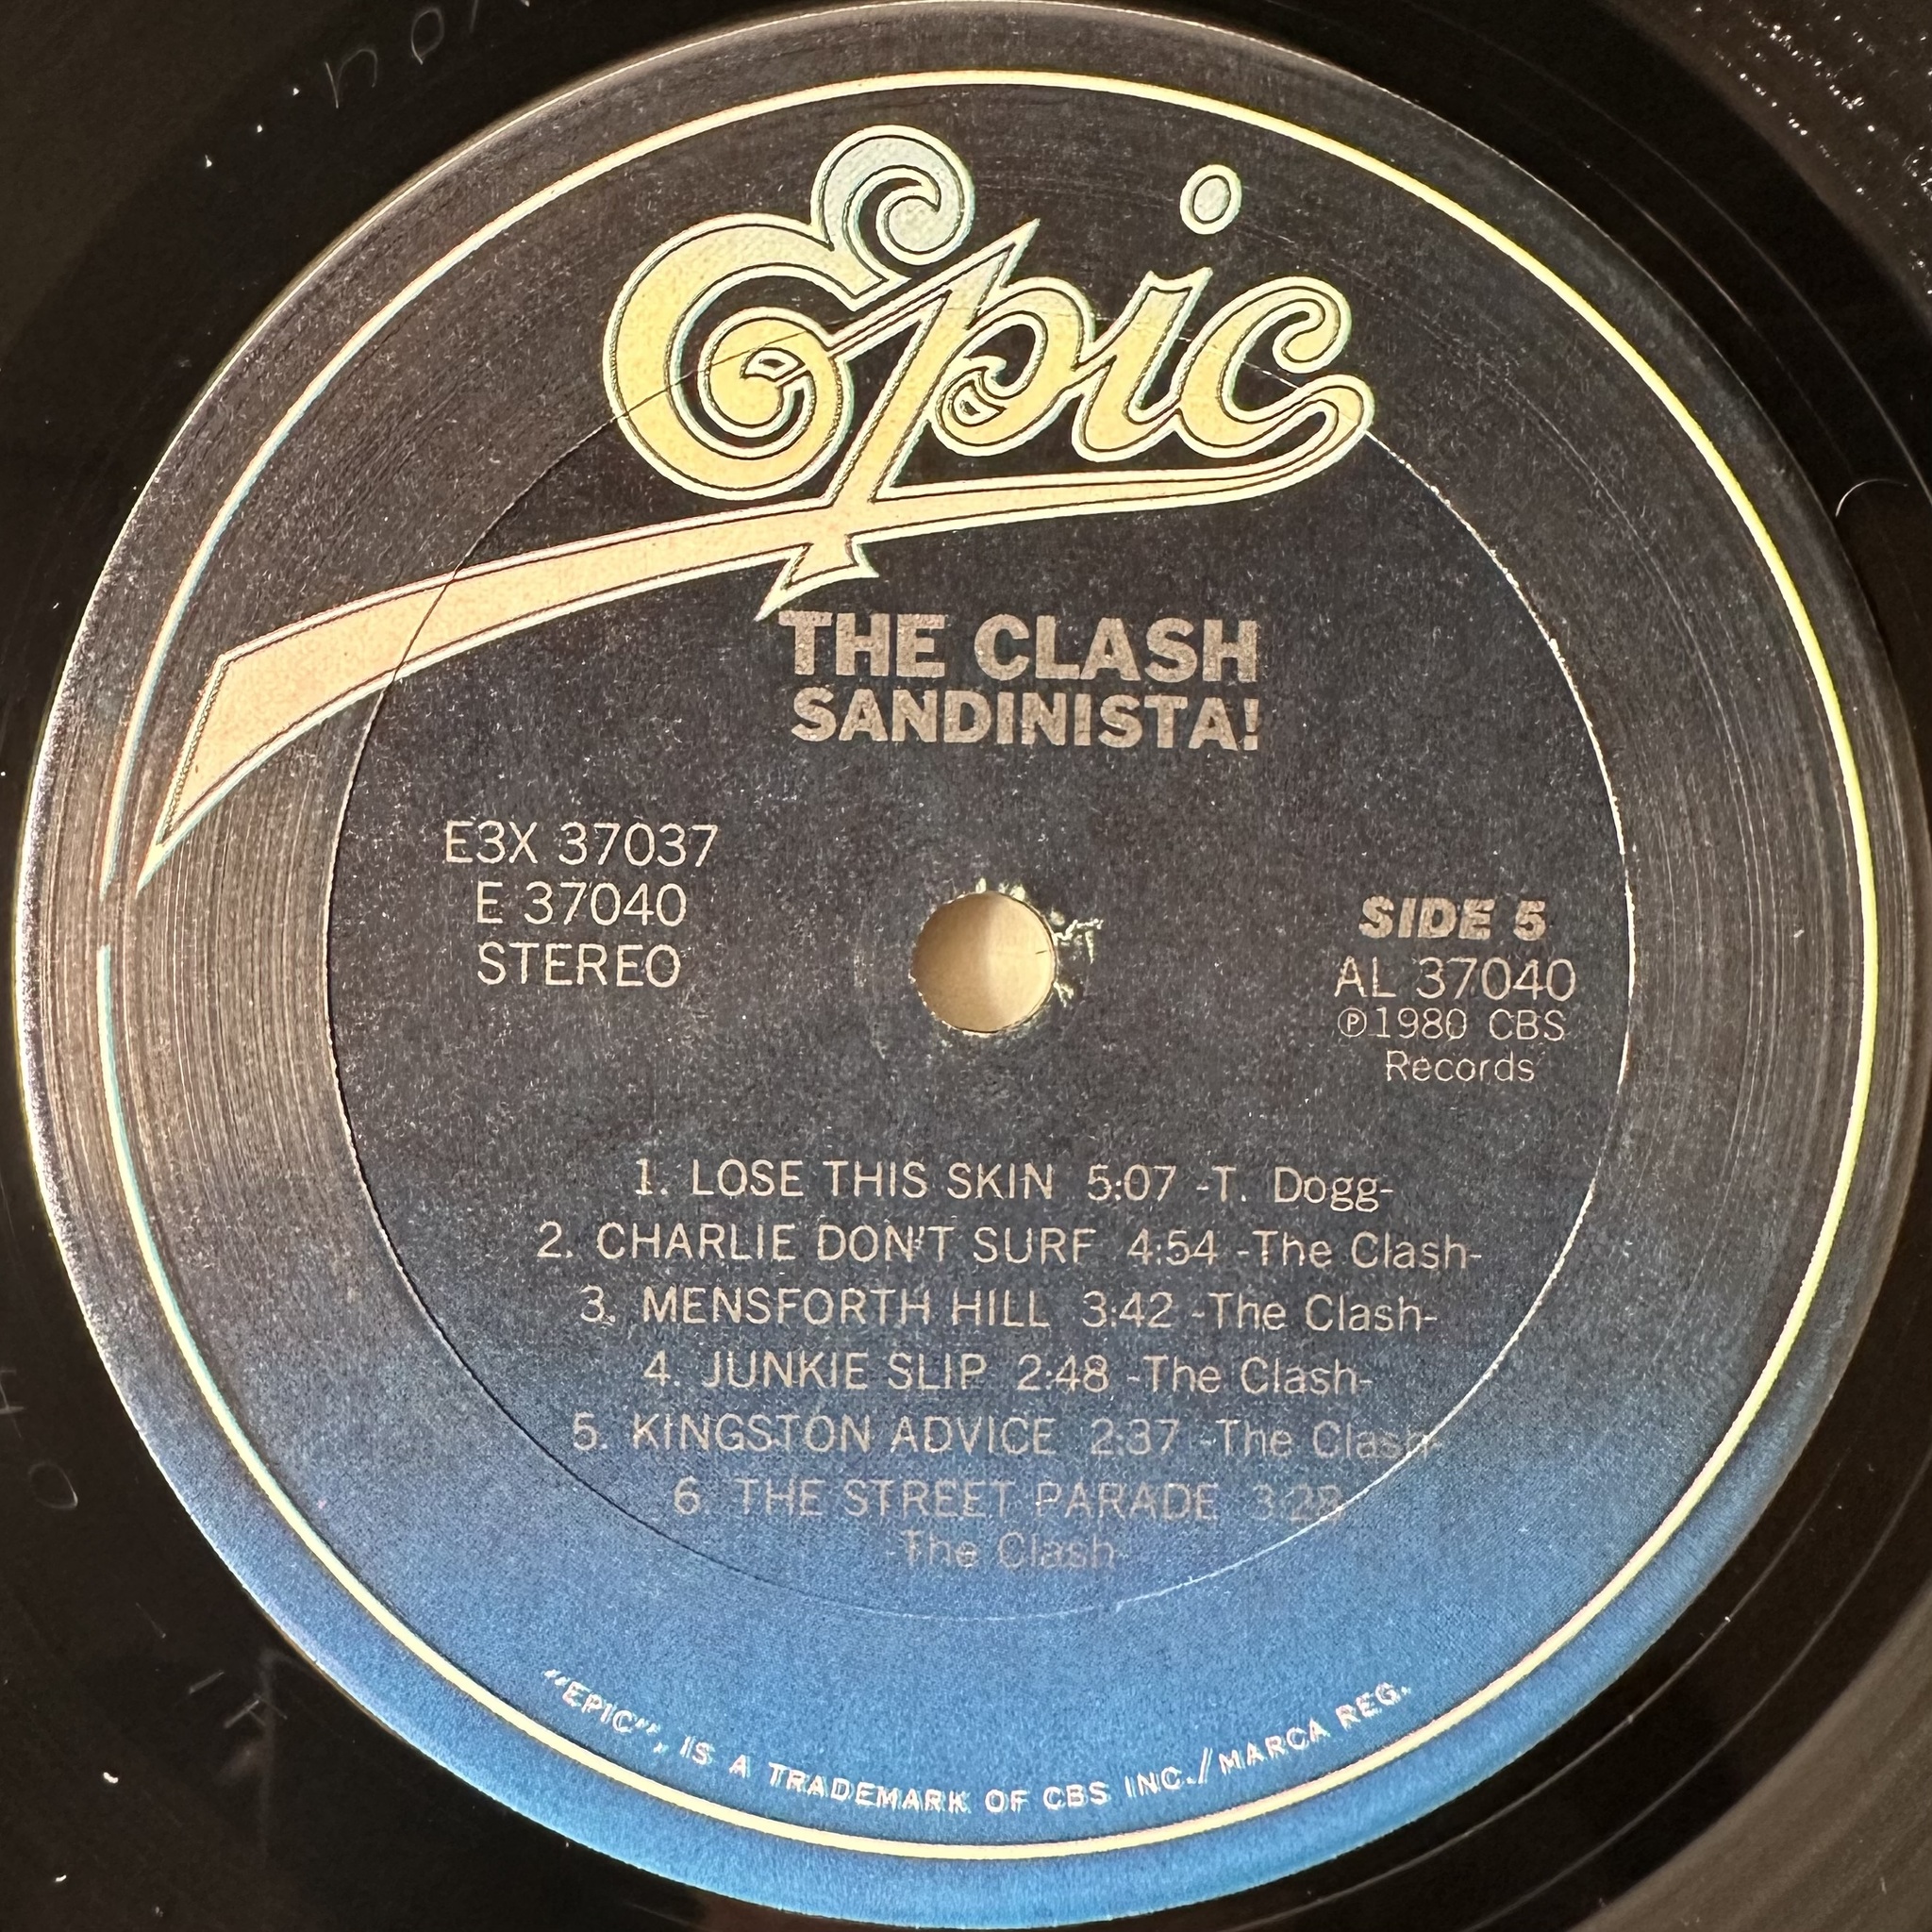 Epic
THE CLASH
SANDINISTA!
E3X 37037
E 37040
STEREO
SIDE 5
AL 37040
Ⓟ1980 CBS
Records
1. LOSE THIS SKIN 5:07 -T. Dogg-
2. CHARLIE DON'T SURF 4:54 -The Clash-
3. MENSFORTH HILL 3:42 -The Clash-
4. JUNKIE SLIP 2:48 -The Clash-
5. KINGSTON ADVICE 2:37 -The Clash-
6. THE STREET PARADE 3:28
-The Clash-
"EPIC", IS A TRADEMARK OF CBS INC./MARCA REG.